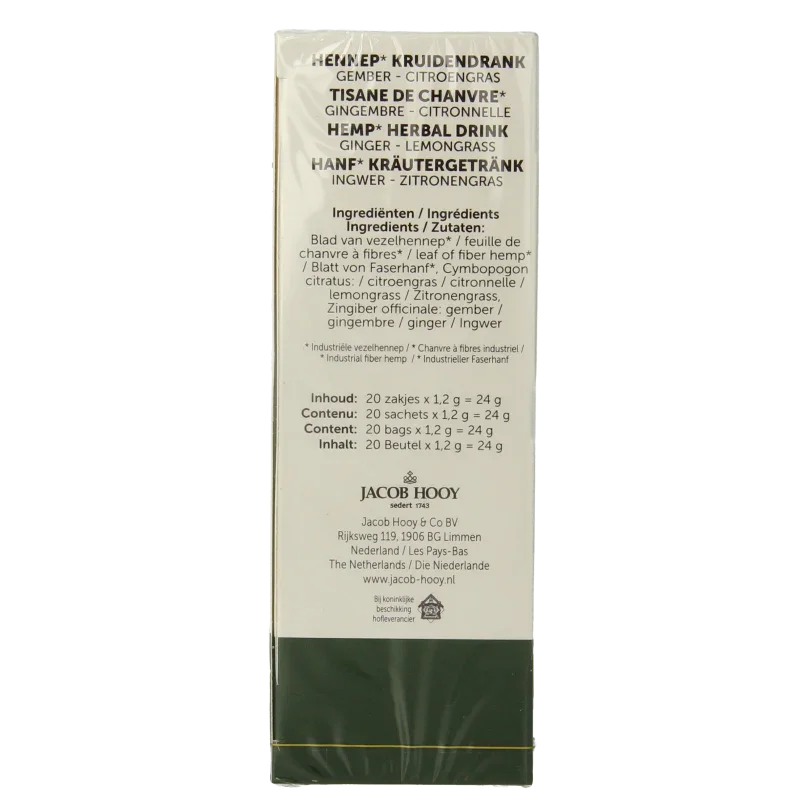 HENNEP* KRUIDENDRANK
GEMBER - CITROENGRAS
TISANE DE CHANVRE*
GINGEMBRE - CITRONNELLE
HEMP* HERBAL DRINK
GINGER - LEMONGRASS
HANF* KRÄUTERGETRÄNK
INGWER - ZITRONENGRAS
Ingrediënten / Ingrédients
Ingredients / Zutaten:
Blad van vezelhennep* / feuille de
chanvre à fibres* / leaf of fiber hemp*
/ Blatt von Faserhanf*, Cymbopogon
citratus: / citroengras / citronnelle /
lemongrass / Zitronengrass,
Zingiber officinale: gember /
gingembre / ginger / Ingwer
* Industriële vezelhennep / * Chanvre à fibres industriel /
* Industrial fiber hemp / * Industrieller Faserhanf
Inhoud: 20 zakjes x 1,2 g = 24 g
Contenu: 20 sachets x 1,2 g = 24 g
Content: 20 bags x 1,2 g = 24 g
Inhalt: 20 Beutel x 1,2 g = 24 g
JACOB HOOY
sedert 1743
Jacob Hooy & Co BV
Rijksweg 119, 1906 BG Limmen
Nederland / Les Pays-Bas
The Netherlands / Die Niederlande
www.jacob-hooy.nl
Bij koninklijke
beschikking
hofleverancier